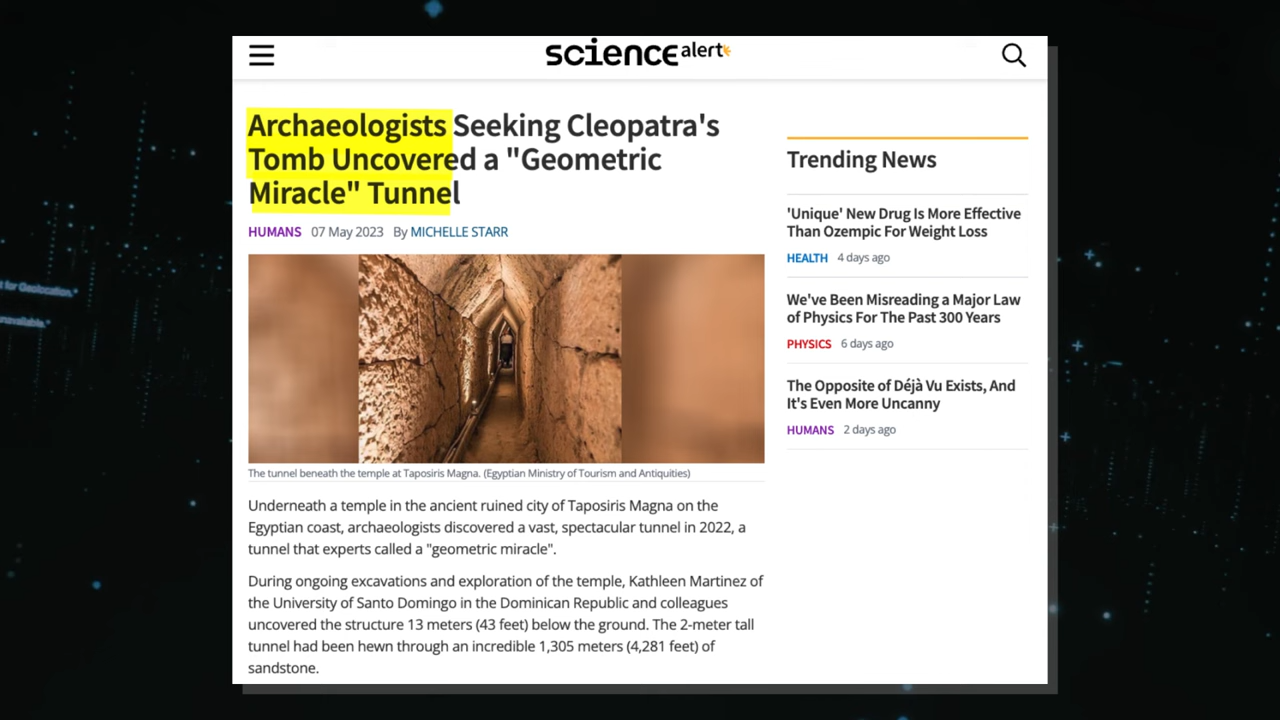 science alert
Archaeologists Seeking Cleopatra's
Tomb Uncovered a "Geometric
Miracle" Tunnel
HUMANS 07 May 2023 By MICHELLE STARR
The tunnel beneath the temple at Taposiris Magna. (Egyptian Ministry of Tourism and Antiquities)
Underneath a temple in the ancient ruined city of Taposiris Magna on the
Egyptian coast, archaeologists discovered a vast, spectacular tunnel in 2022, a
tunnel that experts called a "geometric miracle".
During ongoing excavations and exploration of the temple, Kathleen Martinez of
the University of Santo Domingo in the Dominican Republic and colleagues
uncovered the structure 13 meters (43 feet) below the ground. The 2-meter tall
tunnel had been hewn through an incredible 1,305 meters (4,281 feet) of
sandstone.
Trending News
'Unique' New Drug Is More Effective
Than Ozempic For Weight Loss
HEALTH 4 days ago
We've Been Misreading a Major Law
of Physics For The Past 300 Years
PHYSICS 6 days ago
The Opposite of Déjà Vu Exists, And
It's Even More Uncanny
HUMANS 2 days ago
t for Geolocation."